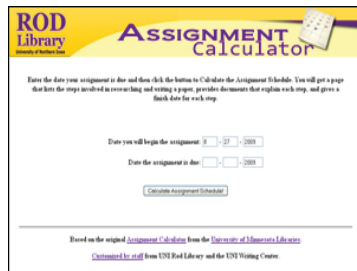 ROD
Library
University of Northern Iowa
ASSIGNMENT
Calculator
Enter the date your assignment is due and then click the button to Calculate the Assignment Schedule. You will get a page
that lists the steps involved in researching and writing a paper, provides documents that explain each step, and gives a
finish date for each step.
Date you will begin the assignment: 8 - 27 - 2009
Date the assignment is due: - - 2009
Calculate Assignment Schedule!
Based on the original Assignment Calculator from the University of Minnesota Libraries.
Customized by staff from UNI Rod Library and the UNI Writing Center.